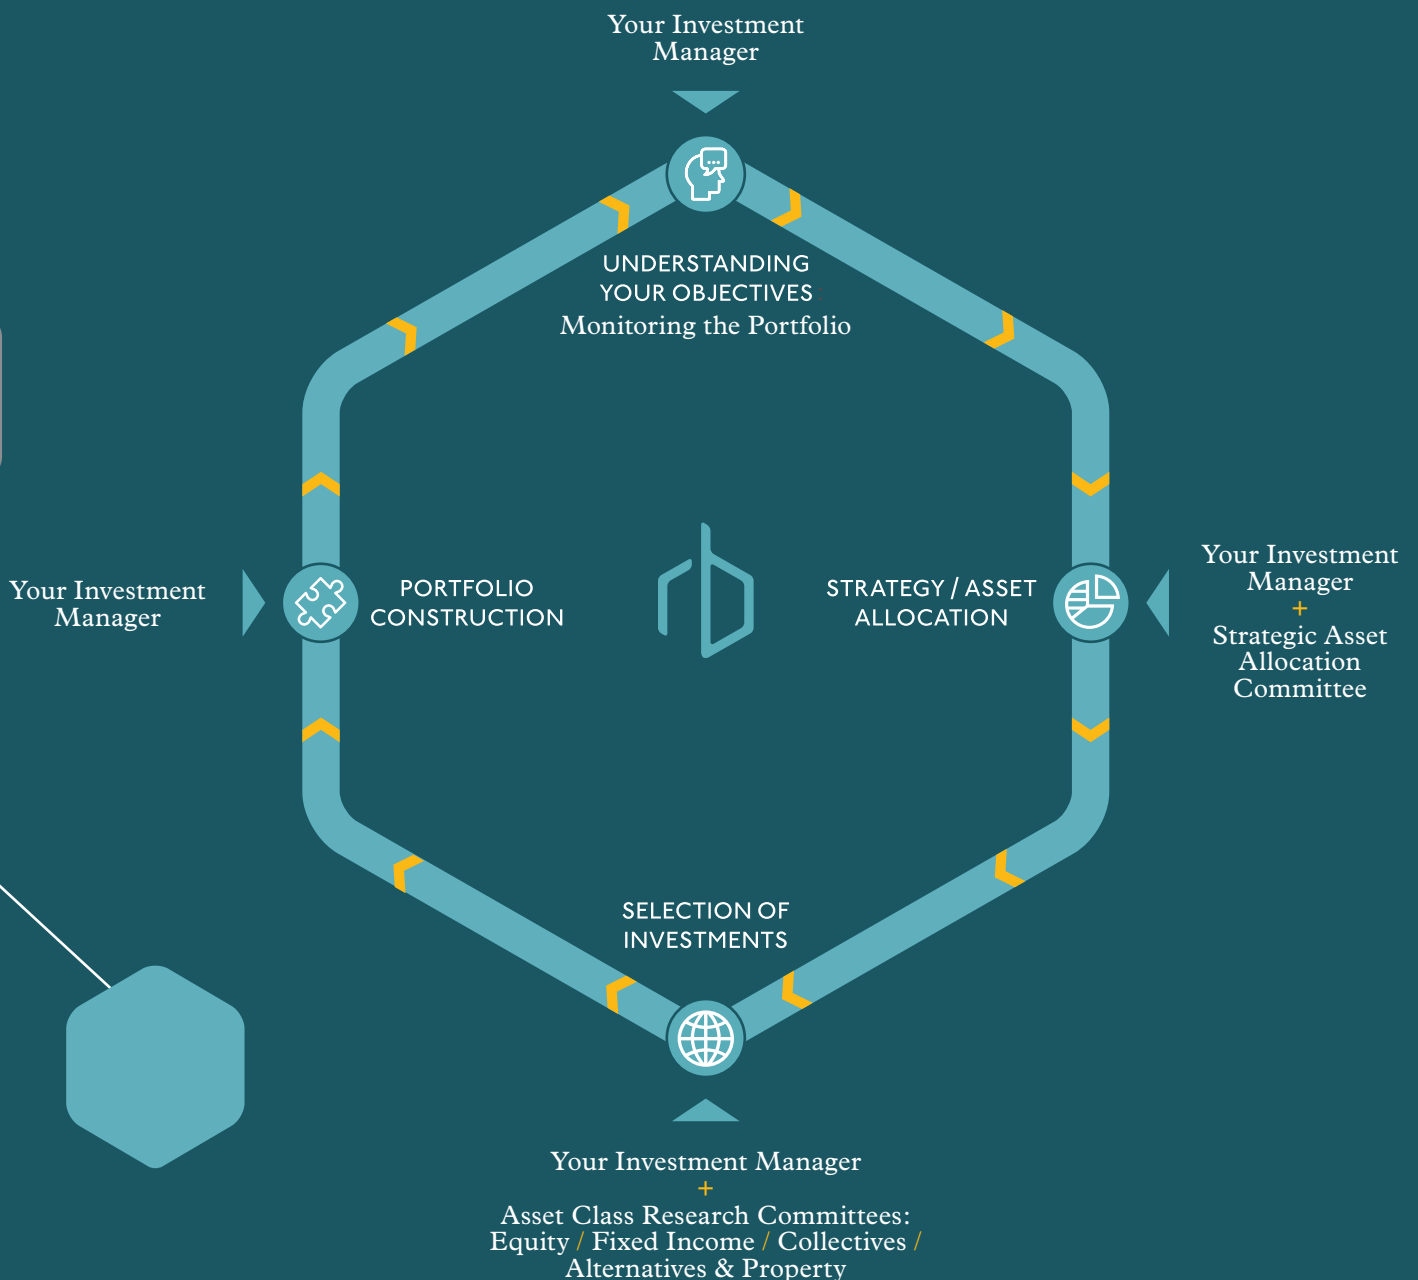 Your Investment
Manager
UNDERSTANDING
YOUR OBJECTIVES
Monitoring the Portfolio
Your Investment
Manager
PORTFOLIO
CONSTRUCTION
STRATEGY / ASSET
ALLOCATION
Your Investment
Manager
+
Strategic Asset
Allocation
Committee
SELECTION OF
INVESTMENTS
Your Investment Manager
+
Asset Class Research Committees:
Equity / Fixed Income / Collectives /
Alternatives & Property